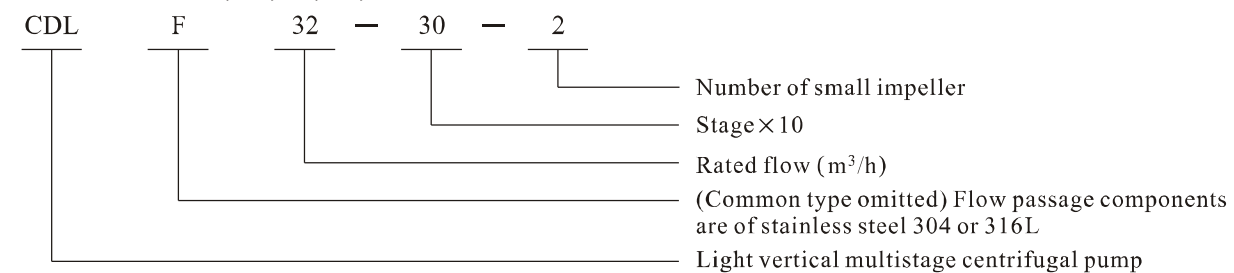 CDL F 32 — 30 — 2
Number of small impeller
Stage×10
Rated flow (m³/h)
(Common type omitted) Flow passage components
are of stainless steel 304 or 316L
Light vertical multistage centrifugal pump